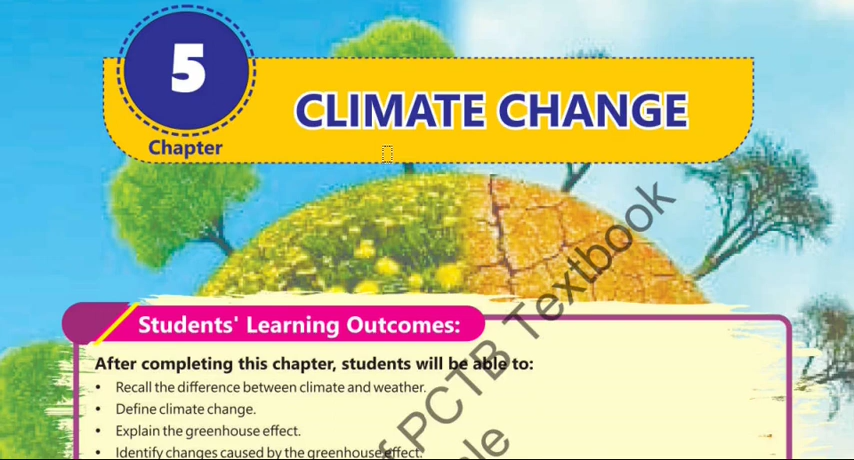 5
Chapter
CLIMATE CHANGE
Students' Learning Outcomes:
After completing this chapter, students will be able to:
• Recall the difference between climate and weather.
• Define climate change.
• Explain the greenhouse effect.
• Identify changes caused by the greenhouse effect.
PCTB Textbook